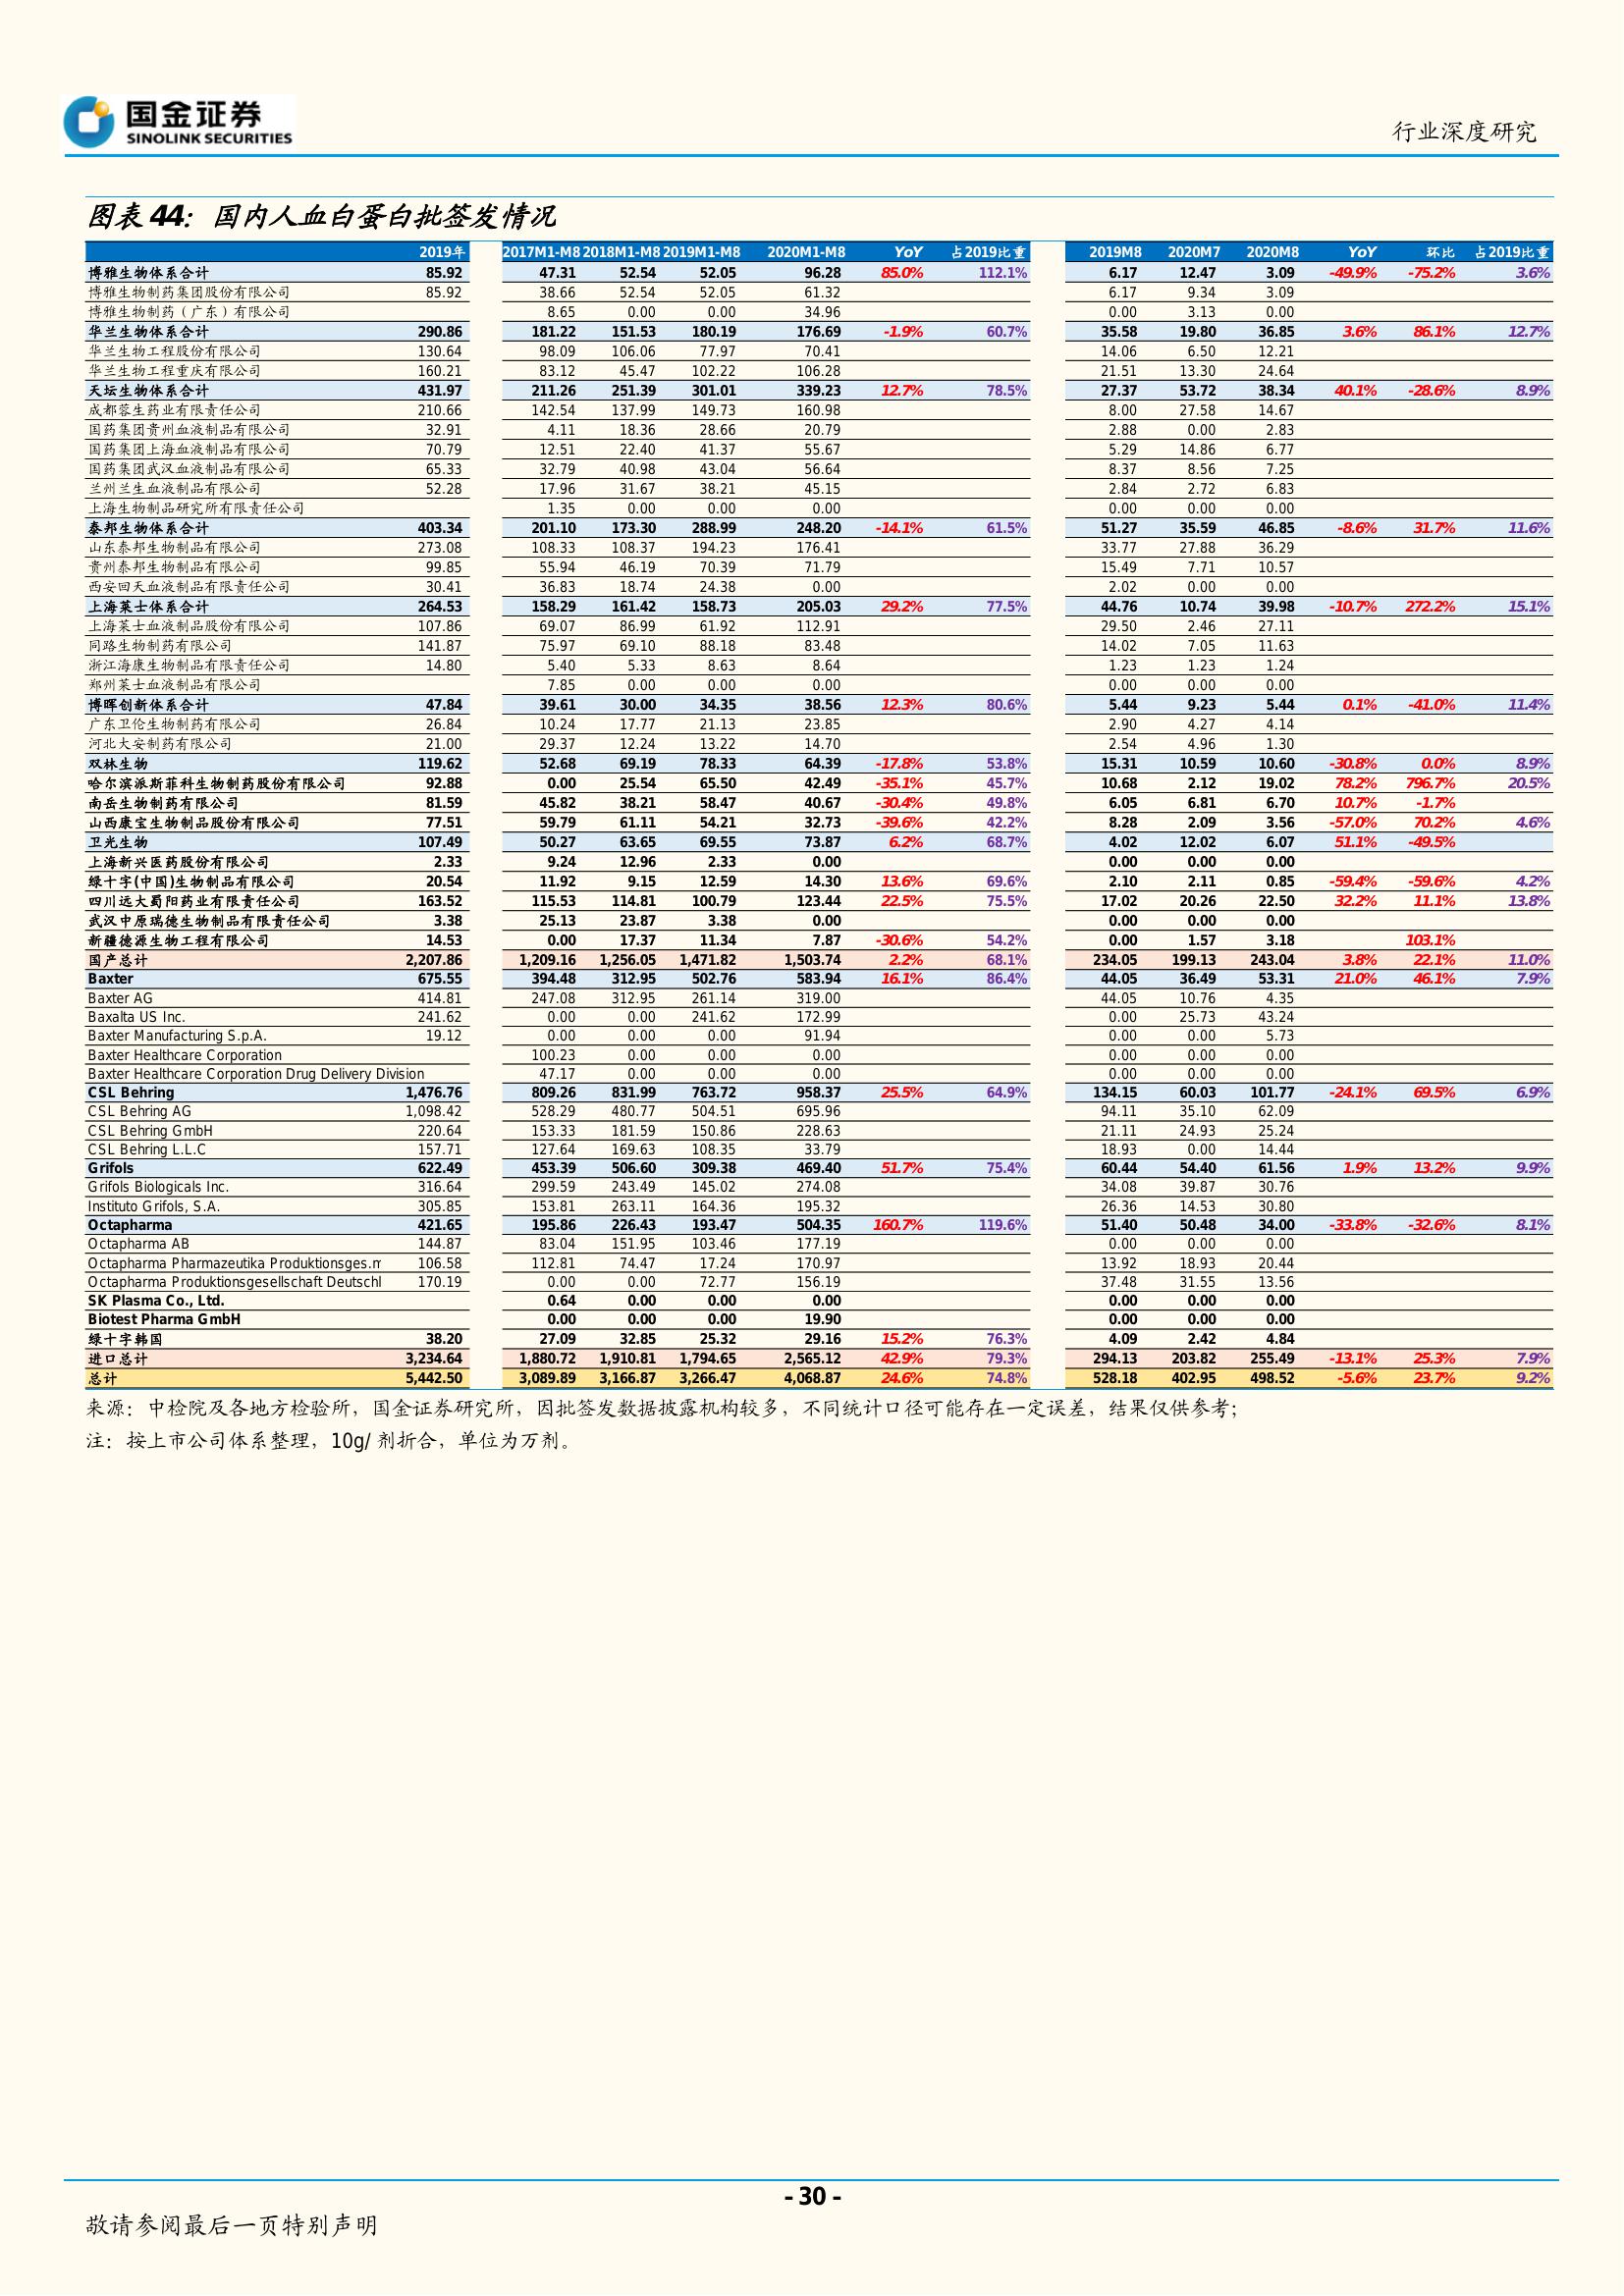 国金证券
SINOLINK SECURITIES
行业深度研究
图表 44：国内人血白蛋白批签发情况
2019年 2017M1-M8 2018M1-M8 2019M1-M8 2020M1-M8 YoY 占2019比重 2019M8 2020M7 2020M8 YoY 环比 占2019比重
博雅生物体系合计 85.92 47.31 52.54 52.05 96.28 85.0% 112.1% 6.17 12.47 3.09 -49.9% -75.2% 3.6%
博雅生物制药集团股份有限公司 85.92 38.66 52.54 52.05 61.32 6.17 9.34 3.09
博雅生物制药（广东）有限公司 8.65 0.00 0.00 34.96 0.00 3.13 0.00
华兰生物体系合计 290.86 181.22 151.53 180.19 176.69 -1.9% 60.7% 35.58 19.80 36.85 3.6% 86.1% 12.7%
华兰生物工程股份有限公司 130.64 98.09 106.06 77.97 70.41 14.06 6.50 12.21
华兰生物工程重庆有限公司 160.21 83.12 45.47 102.22 106.28 21.51 13.30 24.64
天坛生物体系合计 431.97 211.26 251.39 301.01 339.23 12.7% 78.5% 27.37 53.72 38.34 40.1% -28.6% 8.9%
成都蓉生药业有限责任公司 210.66 142.54 137.99 149.73 160.98 8.00 27.58 14.67
国药集团贵州血液制品有限公司 32.91 4.11 18.36 28.66 20.79 2.88 0.00 2.83
国药集团上海血液制品有限公司 70.79 12.51 22.40 41.37 55.67 5.29 14.86 6.77
国药集团武汉血液制品有限公司 65.33 32.79 40.98 43.04 56.64 8.37 8.56 7.25
兰州兰生血液制品有限公司 52.28 17.96 31.67 38.21 45.15 2.84 2.72 6.83
上海生物制品研究所有限责任公司 1.35 0.00 0.00 0.00 0.00 0.00 0.00
泰邦生物体系合计 403.34 201.10 173.30 288.99 248.20 -14.1% 61.5% 51.27 35.59 46.85 -8.6% 31.7% 11.6%
山东泰邦生物制品有限公司 273.08 108.33 108.37 194.23 176.41 33.77 27.88 36.29
贵州泰邦生物制品有限公司 99.85 55.94 46.19 70.39 71.79 15.49 7.71 10.57
西安回天血液制品有限责任公司 30.41 36.83 18.74 24.38 0.00 2.02 0.00 0.00
上海莱士体系合计 264.53 158.29 161.42 158.73 205.03 29.2% 77.5% 44.76 10.74 39.98 -10.7% 272.2% 15.1%
上海莱士血液制品股份有限公司 107.86 69.07 86.99 61.92 112.91 29.50 2.46 27.11
同路生物制药有限公司 141.87 75.97 69.10 88.18 83.48 14.02 7.05 11.63
浙江海康生物制品有限责任公司 14.80 5.40 5.33 8.63 8.64 1.23 1.23 1.24
郑州莱士血液制品有限公司 7.85 0.00 0.00 0.00 0.00 0.00 0.00
博晖创新体系合计 47.84 39.61 30.00 34.35 38.56 12.3% 80.6% 5.44 9.23 5.44 0.1% -41.0% 11.4%
广东卫伦生物制药有限公司 26.84 10.24 17.77 21.13 23.85 2.90 4.27 4.14
河北大安制药有限公司 21.00 29.37 12.24 13.22 14.70 2.54 4.96 1.30
双林生物 119.62 52.68 69.19 78.33 64.39 -17.8% 53.8% 15.31 10.59 10.60 -30.8% 0.0% 8.9%
哈尔滨派斯菲科生物制药股份有限公司 92.88 0.00 25.54 65.50 42.49 -35.1% 45.7% 10.68 2.12 19.02 78.2% 796.7% 20.5%
南岳生物制药有限公司 81.59 45.82 38.21 58.47 40.67 -30.4% 49.8% 6.05 6.81 6.70 10.7% -1.7%
山西康宝生物制品股份有限公司 77.51 59.79 61.11 54.21 32.73 -39.6% 42.2% 8.28 2.09 3.56 -57.0% 70.2% 4.6%
卫光生物 107.49 50.27 63.65 69.55 73.87 6.2% 68.7% 4.02 12.02 6.07 51.1% -49.5%
上海新兴医药股份有限公司 2.33 9.24 12.96 2.33 0.00 0.00 0.00 0.00
绿十字(中国)生物制品有限公司 20.54 11.92 9.15 12.59 14.30 13.6% 69.6% 2.10 2.11 0.85 -59.4% -59.6% 4.2%
四川远大蜀阳药业有限责任公司 163.52 115.53 114.81 100.79 123.44 22.5% 75.5% 17.02 20.26 22.50 32.2% 11.1% 13.8%
武汉中原瑞德生物制品有限责任公司 3.38 25.13 23.87 3.38 0.00 0.00 0.00 0.00
新疆德源生物工程有限公司 14.53 0.00 17.37 11.34 7.87 -30.6% 54.2% 0.00 1.57 3.18 103.1%
国产总计 2,207.86 1,209.16 1,256.05 1,471.82 1,503.74 2.2% 68.1% 234.05 199.13 243.04 3.8% 22.1% 11.0%
Baxter 675.55 394.48 312.95 502.76 583.94 16.1% 86.4% 44.05 36.49 53.31 21.0% 46.1% 7.9%
Baxter AG 414.81 247.08 312.95 261.14 319.00 44.05 10.76 4.35
Baxalta US Inc. 241.62 0.00 0.00 241.62 172.99 0.00 25.73 43.24
Baxter Manufacturing S.p.A. 19.12 0.00 0.00 0.00 91.94 0.00 0.00 5.73
Baxter Healthcare Corporation 100.23 0.00 0.00 0.00 0.00 0.00 0.00
Baxter Healthcare Corporation Drug Delivery Division 47.17 0.00 0.00 0.00 0.00 0.00 0.00
CSL Behring 1,476.76 809.26 831.99 763.72 958.37 25.5% 64.9% 134.15 60.03 101.77 -24.1% 69.5% 6.9%
CSL Behring AG 1,098.42 528.29 480.77 504.51 695.96 94.11 35.10 62.09
CSL Behring GmbH 220.64 153.33 181.59 150.86 228.63 21.11 24.93 25.24
CSL Behring L.L.C 157.71 127.64 169.63 108.35 33.79 18.93 0.00 14.44
Grifols 622.49 453.39 506.60 309.38 469.40 51.7% 75.4% 60.44 54.40 61.56 1.9% 13.2% 9.9%
Grifols Biologicals Inc. 316.64 299.59 243.49 145.02 274.08 34.08 39.87 30.76
Instituto Grifols, S.A. 305.85 153.81 263.11 164.36 195.32 26.36 14.53 30.80
Octapharma 421.65 195.86 226.43 193.47 504.35 160.7% 119.6% 51.40 50.48 34.00 -33.8% -32.6% 8.1%
Octapharma AB 144.87 83.04 151.95 103.46 177.19 0.00 0.00 0.00
Octapharma Pharmazeutika Produktionsges.m 106.58 112.81 74.47 17.24 170.97 13.92 18.93 20.44
Octapharma Produktionsgesellschaft Deutschl 170.19 0.00 0.00 72.77 156.19 37.48 31.55 13.56
SK Plasma Co., Ltd. 0.64 0.00 0.00 0.00 0.00 0.00 0.00
Biotest Pharma GmbH 0.00 0.00 0.00 19.90 0.00 0.00 0.00
绿十字韩国 38.20 27.09 32.85 25.32 29.16 15.2% 76.3% 4.09 2.42 4.84
进口总计 3,234.64 1,880.72 1,910.81 1,794.65 2,565.12 42.9% 79.3% 294.13 203.82 255.49 -13.1% 25.3% 7.9%
总计 5,442.50 3,089.89 3,166.87 3,266.47 4,068.87 24.6% 74.8% 528.18 402.95 498.52 -5.6% 23.7% 9.2%
来源：中检院及各地方检验所，国金证券研究所，因批签发数据披露机构较多，不同统计口径可能存在一定误差，结果仅供参考；
注：按上市公司体系整理，10g/ 剂折合，单位为万剂。
- 30 -
敬请参阅最后一页特别声明